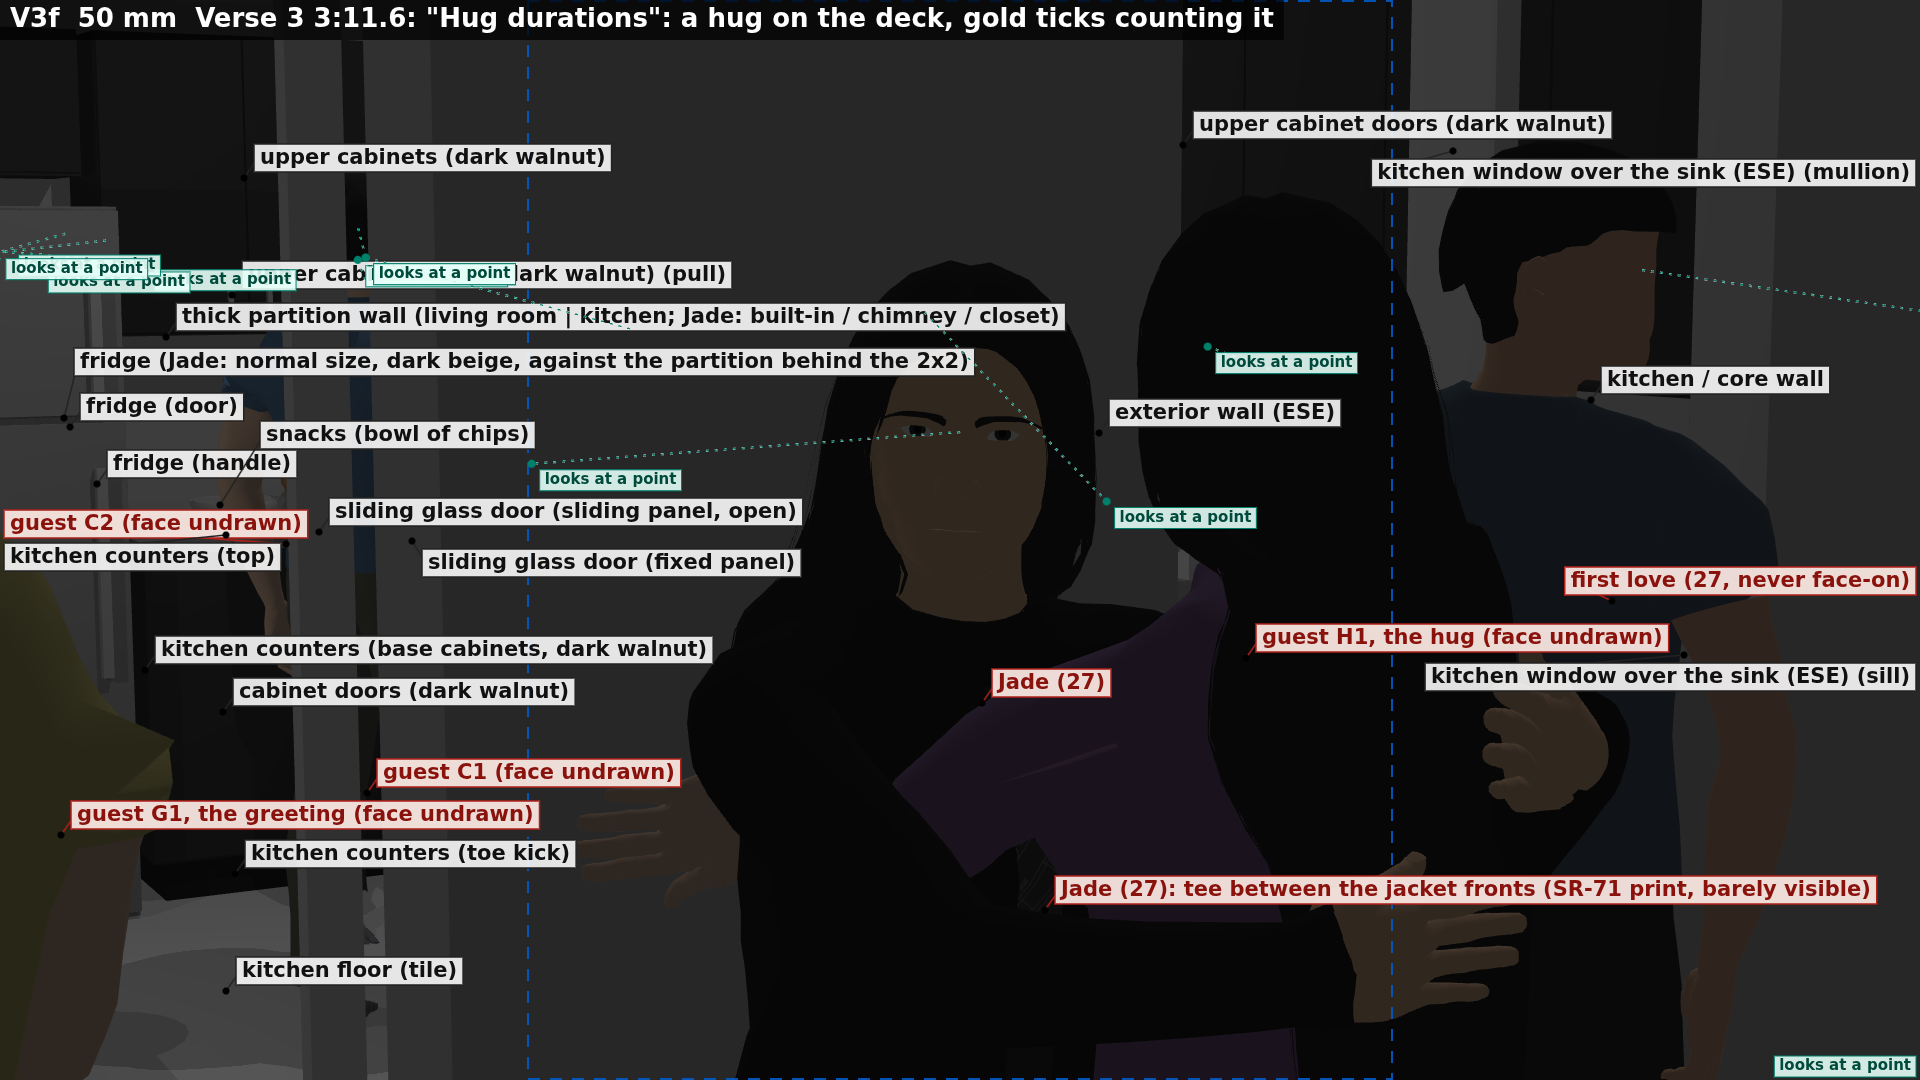 V3f 50 mm Verse 3 3:11.6: "Hug durations": a hug on the deck, gold ticks counting it
upper cabinet doors (dark walnut)
upper cabinets (dark walnut)
kitchen window over the sink (ESE) (mullion)
looks at a point
looks at a point
ks at a point
looks at a point
er cab
ark walnut) (pull)
thick partition wall (living room | kitchen; Jade: built-in / chimney / closet)
fridge (Jade: normal size, dark beige, against the partition behind the 2x2)
looks at a point
kitchen / core wall
fridge (door)
exterior wall (ESE)
snacks (bowl of chips)
fridge (handle)
looks at a point
sliding glass door (sliding panel, open)
looks at a point
guest C2 (face undrawn)
kitchen counters (top)
sliding glass door (fixed panel)
first love (27, never face-on)
guest H1, the hug (face undrawn)
kitchen counters (base cabinets, dark walnut)
kitchen window over the sink (ESE) (sill)
Jade (27)
cabinet doors (dark walnut)
guest C1 (face undrawn)
guest G1, the greeting (face undrawn)
kitchen counters (toe kick)
Jade (27): tee between the jacket fronts (SR-71 print, barely visible)
kitchen floor (tile)
looks at a point